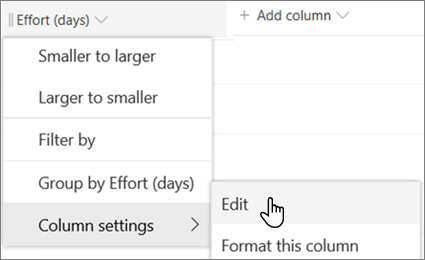 Effort (days)
+ Add column
Smaller to larger
Larger to smaller
Filter by
Group by Effort (days)
Column settings
Edit
Format this column